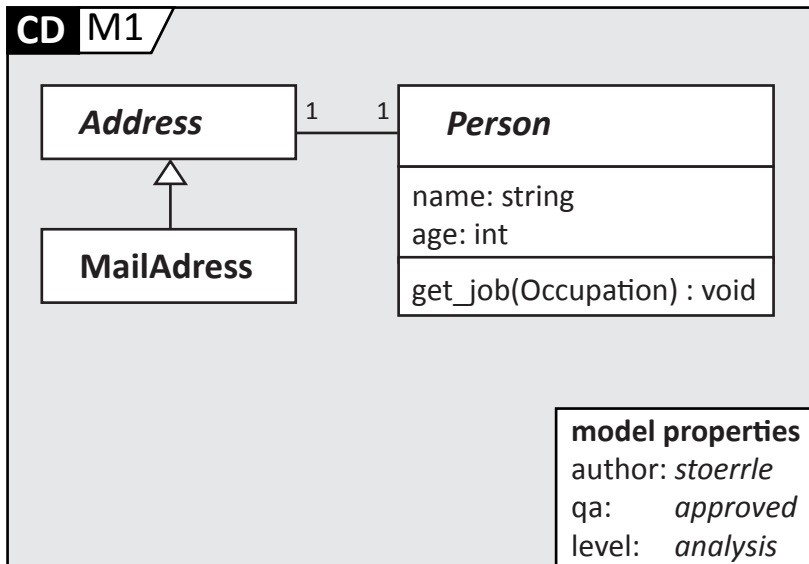 CD M1
Address
1 1
Person
name: string
age: int
get_job(Occupation) : void
MailAdress
model properties
author: stoerrle
qa: approved
level: analysis